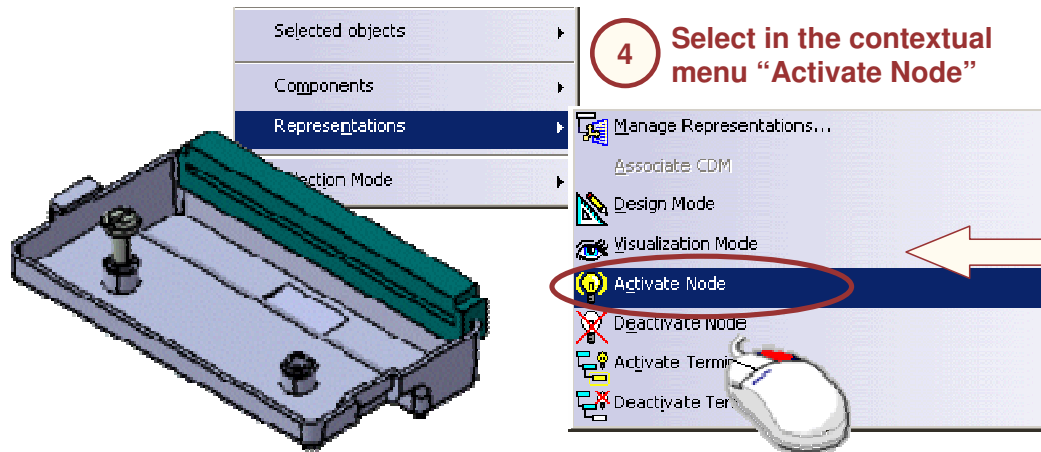 Selected objects
Components
Representations
ection Mode
4
Select in the contextual
menu “Activate Node”
Manage Representations...
Associate CDM
Design Mode
Visualization Mode
Activate Node
Deactivate Node
Activate Termi
Deactivate Ter